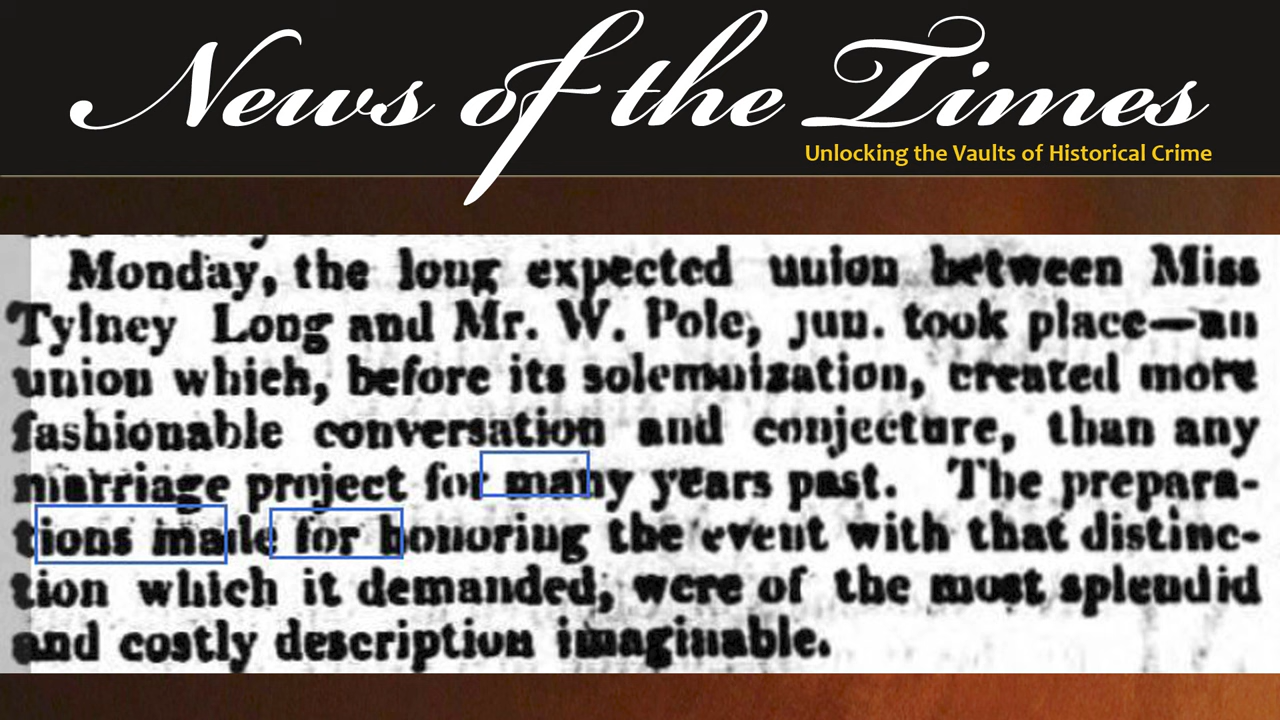 News of the Times
Unlocking the Vaults of Historical Crime
Monday, the long expected union between Miss
Tylney Long and Mr. W. Pole, jun. took place—an
union which, before its solemnization, created more
fashionable conversation and conjecture, than any
marriage project for many years past. The prepara-
tions made for honoring the event with that distinc-
tion which it demanded, were of the most splendid
and costly description imaginable.